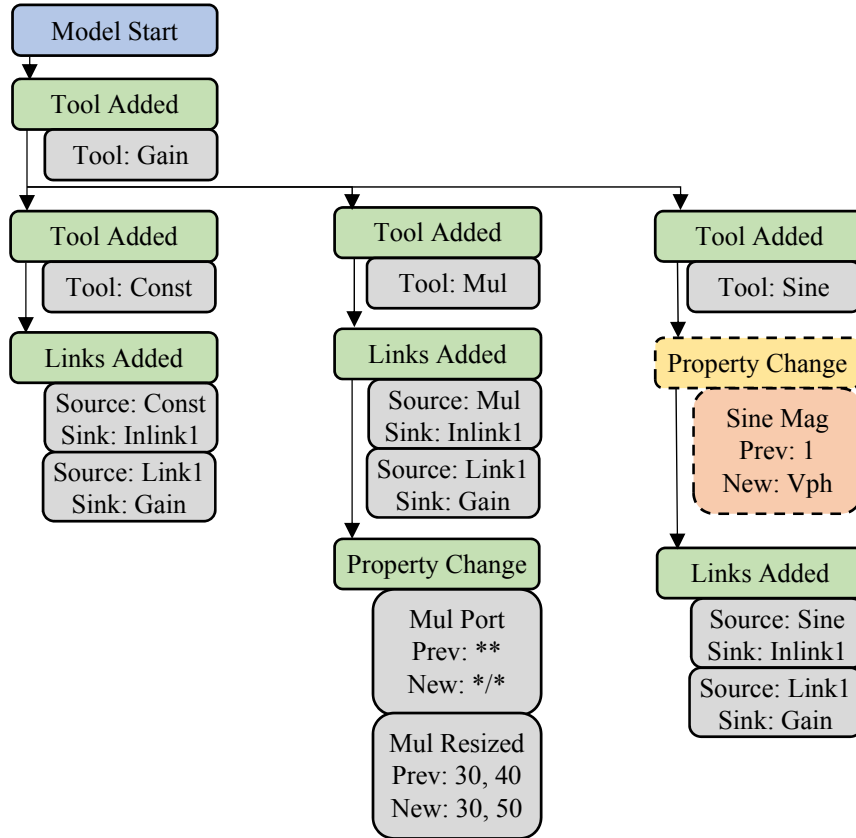 Model Start
Tool Added
Tool: Gain
Tool Added
Tool: Const
Links Added
Source: Const
Sink: Inlink1
Source: Link1
Sink: Gain
Tool Added
Tool: Mul
Links Added
Source: Mul
Sink: Inlink1
Source: Link1
Sink: Gain
Property Change
Mul Port
Prev: **
New: */*
Mul Resized
Prev: 30, 40
New: 30, 50
Tool Added
Tool: Sine
Property Change
Sine Mag
Prev: 1
New: Vph
Links Added
Source: Sine
Sink: Inlink1
Source: Link1
Sink: Gain